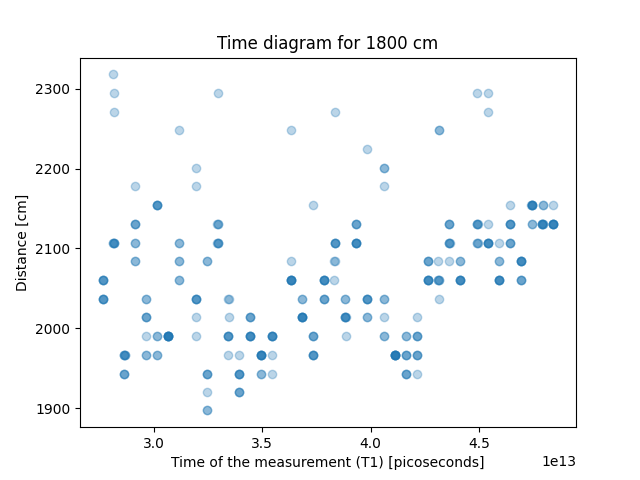 Time diagram for 1800 cm
2300
2200
2100
2000
1900
Distance [cm]
3.0 3.5 4.0 4.5
1e13
Time of the measurement (T1) [picoseconds]